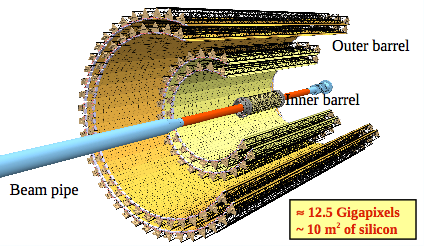 Outer barrel
Inner barrel
Beam pipe
≈ 12.5 Gigapixels
~ 10 m² of silicon